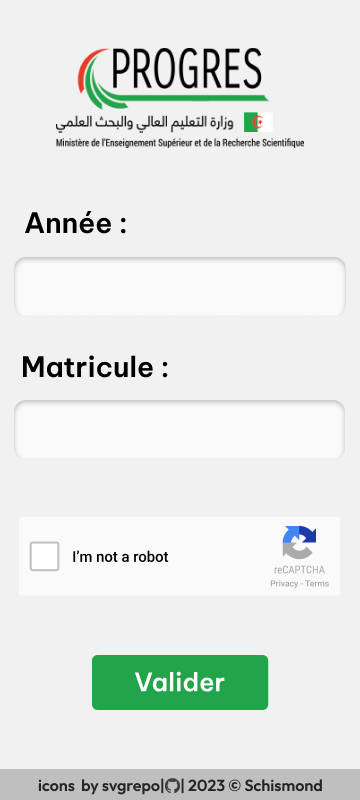 PROGRES
وزارة التعليم العالي والبحث العلمي
Ministère de l'Enseignement Supérieur et de la Recherche Scientifique
Année :
Matricule :
I'm not a robot
reCAPTCHA
Privacy - Terms
Valider
icons by svgrepo| | 2023 © Schismond